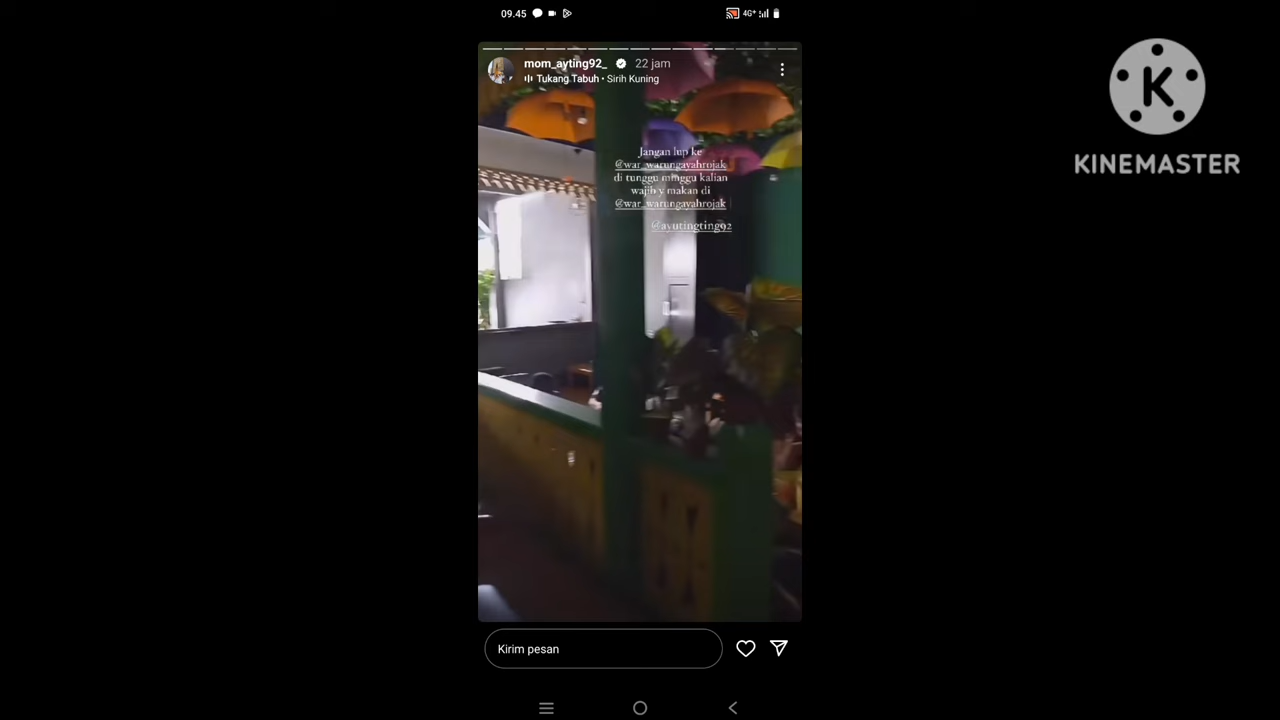 09.45
4G+
mom_ayting92_ 22 jam
Tukang Tabuh • Sirih Kuning
Jangan lup ke
@war_warungayahrojak
di tunggu minggu kalian
wajib y makan di
@war_warungayahrojak
@ayutingting92
Kirim pesan
K
KINEMASTER